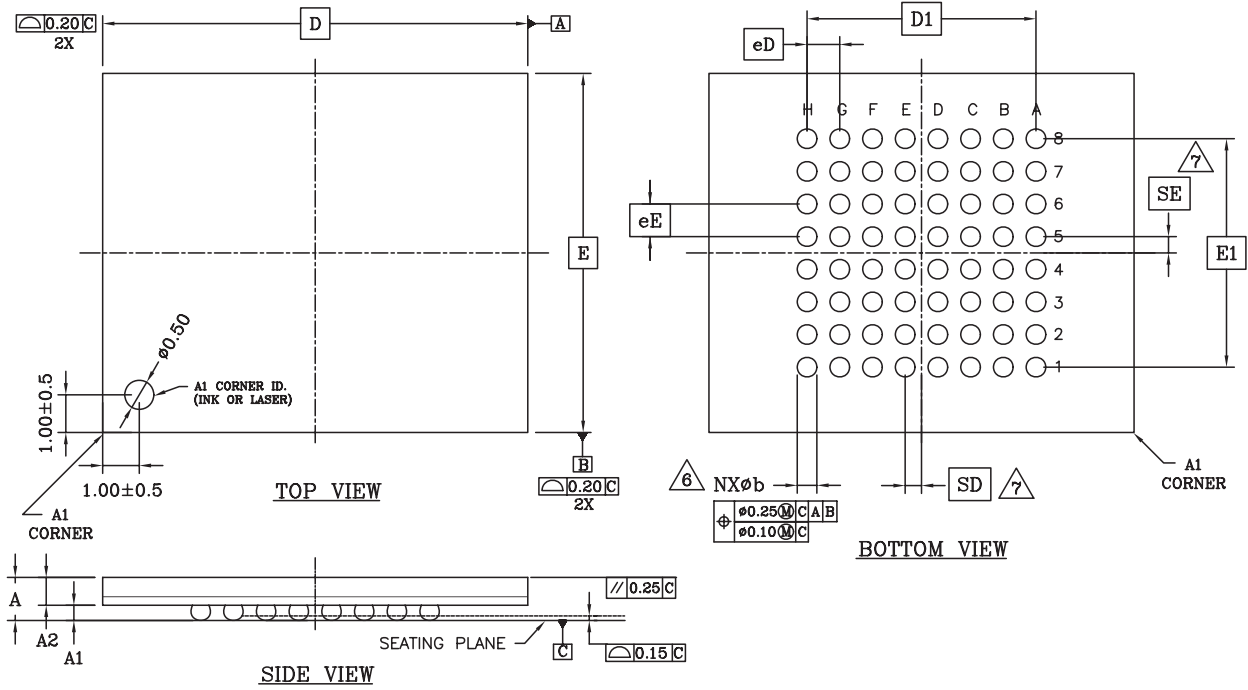 ⌓ 0.20 C
2X
D
A
E
ø0.50
A1 CORNER ID.
(INK OR LASER)
1.00±0.5
1.00±0.5
A1
CORNER
TOP VIEW
B
⌓ 0.20 C
2X
D1
eD
H G F E D C B A
8
7
6
5
4
3
2
1
7
SE
eE
E1
6 NXøb
⌖ ø0.25 Ⓜ C A B
ø0.10 Ⓜ C
SD 7
A1
CORNER
BOTTOM VIEW
A
A2
A1
// 0.25 C
SEATING PLANE
C
⌓ 0.15 C
SIDE VIEW